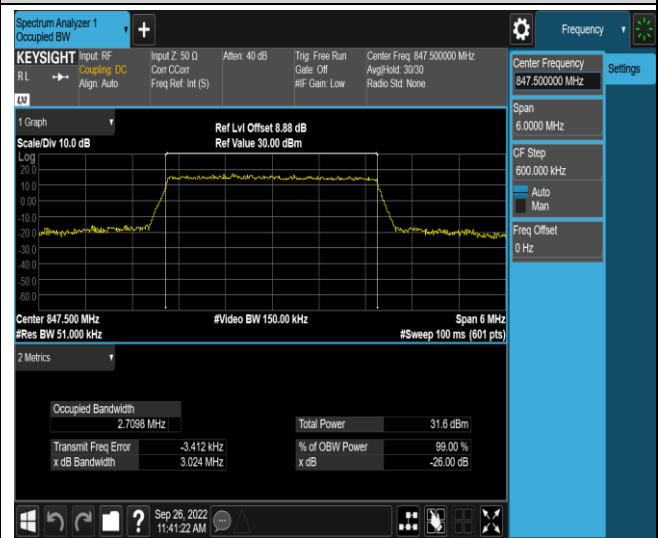 Spectrum Analyzer 1
Occupied BW
+
Frequency
KEYSIGHT
RL
LXI
Input: RF
Coupling: DC
Align: Auto
Input Z: 50 Ω
Corr CCorr
Freq Ref: Int (S)
Atten: 40 dB
Trig: Free Run
Gate: Off
#IF Gain: Low
Center Freq: 847.500000 MHz
Avg|Hold: 30/30
Radio Std: None
Center Frequency
847.500000 MHz
Settings
Span
6.0000 MHz
CF Step
600.000 kHz
Auto
Man
Freq Offset
0 Hz
1 Graph
Scale/Div 10.0 dB
Ref Lvl Offset 8.88 dB
Ref Value 30.00 dBm
Log
20.0
10.0
0.00
-10.0
-20.0
-30.0
-40.0
-50.0
-60.0
Center 847.500 MHz
#Res BW 51.000 kHz
#Video BW 150.00 kHz
Span 6 MHz
#Sweep 100 ms (601 pts)
2 Metrics
Occupied Bandwidth
2.7098 MHz
Total Power 31.6 dBm
Transmit Freq Error -3.412 kHz
% of OBW Power 99.00 %
x dB Bandwidth 3.024 MHz
x dB -26.00 dB
?
Sep 26, 2022
11:41:22 AM